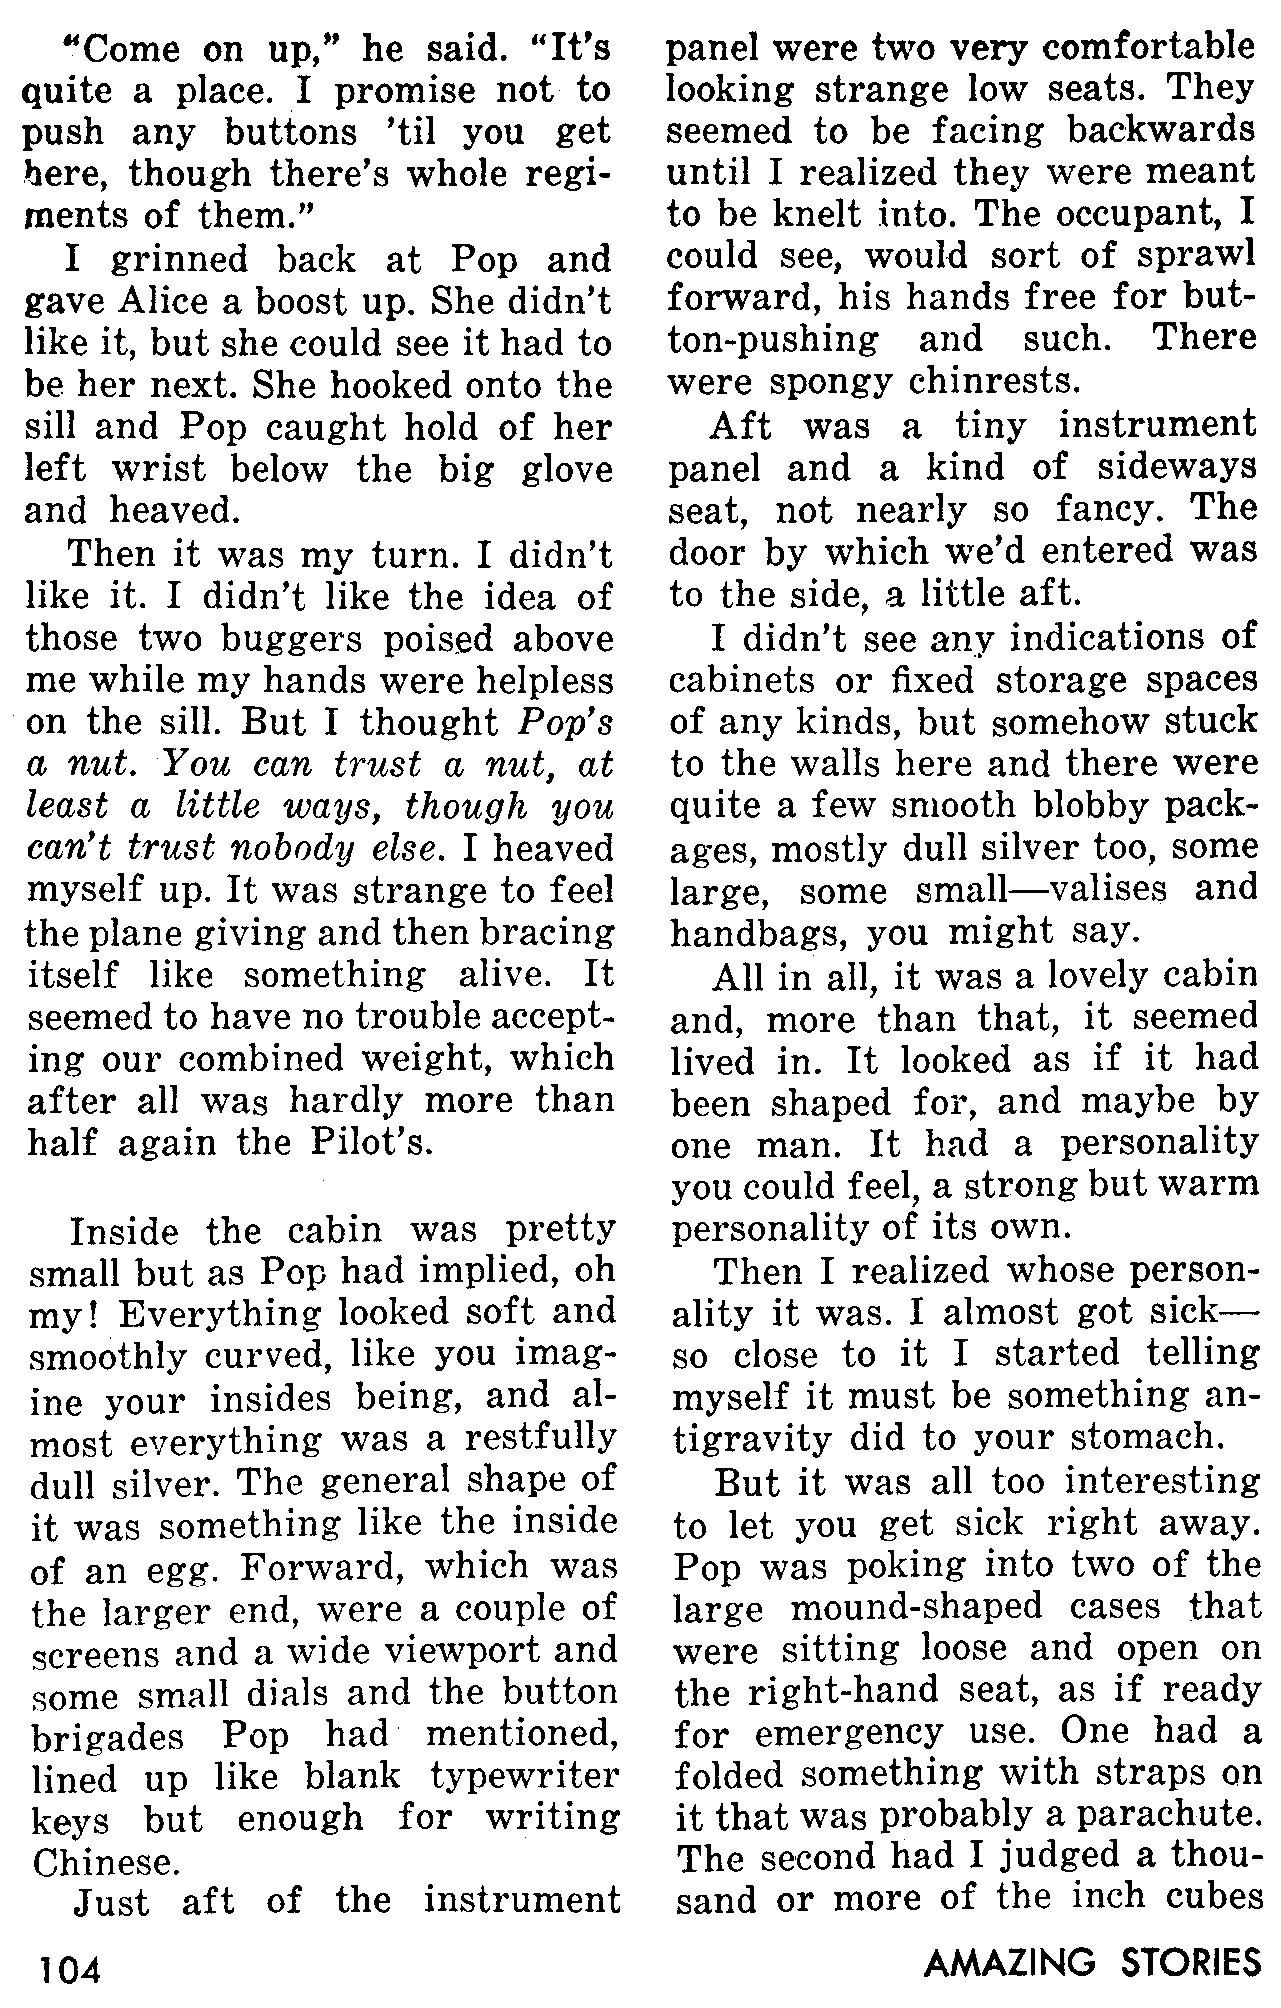 “Come on up,” he said. “It’s
quite a place. I promise not to
push any buttons ’til you get
here, though there’s whole regi-
ments of them.”
I grinned back at Pop and
gave Alice a boost up. She didn’t
like it, but she could see it had to
be her next. She hooked onto the
sill and Pop caught hold of her
left wrist below the big glove
and heaved.
Then it was my turn. I didn’t
like it. I didn’t like the idea of
those two buggers poised above
me while my hands were helpless
on the sill. But I thought Pop’s
a nut. You can trust a nut, at
least a little ways, though you
can’t trust nobody else. I heaved
myself up. It was strange to feel
the plane giving and then bracing
itself like something alive. It
seemed to have no trouble accept-
ing our combined weight, which
after all was hardly more than
half again the Pilot’s.
Inside the cabin was pretty
small but as Pop had implied, oh
my! Everything looked soft and
smoothly curved, like you imag-
ine your insides being, and al-
most everything was a restfully
dull silver. The general shape of
it was something like the inside
of an egg. Forward, which was
the larger end, were a couple of
screens and a wide viewport and
some small dials and the button
brigades Pop had mentioned,
lined up like blank typewriter
keys but enough for writing
Chinese.
Just aft of the instrument
panel were two very comfortable
looking strange low seats. They
seemed to be facing backwards
until I realized they were meant
to be knelt into. The occupant, I
could see, would sort of sprawl
forward, his hands free for but-
ton-pushing and such. There
were spongy chinrests.
Aft was a tiny instrument
panel and a kind of sideways
seat, not nearly so fancy. The
door by which we’d entered was
to the side, a little aft.
I didn’t see any indications of
cabinets or fixed storage spaces
of any kinds, but somehow stuck
to the walls here and there were
quite a few smooth blobby pack-
ages, mostly dull silver too, some
large, some small—valises and
handbags, you might say.
All in all, it was a lovely cabin
and, more than that, it seemed
lived in. It looked as if it had
been shaped for, and maybe by
one man. It had a personality
you could feel, a strong but warm
personality of its own.
Then I realized whose person-
ality it was. I almost got sick—
so close to it I started telling
myself it must be something an-
tigravity did to your stomach.
But it was all too interesting
to let you get sick right away.
Pop was poking into two of the
large mound-shaped cases that
were sitting loose and open on
the right-hand seat, as if ready
for emergency use. One had a
folded something with straps on
it that was probably a parachute.
The second had I judged a thou-
sand or more of the inch cubes
104
AMAZING STORIES